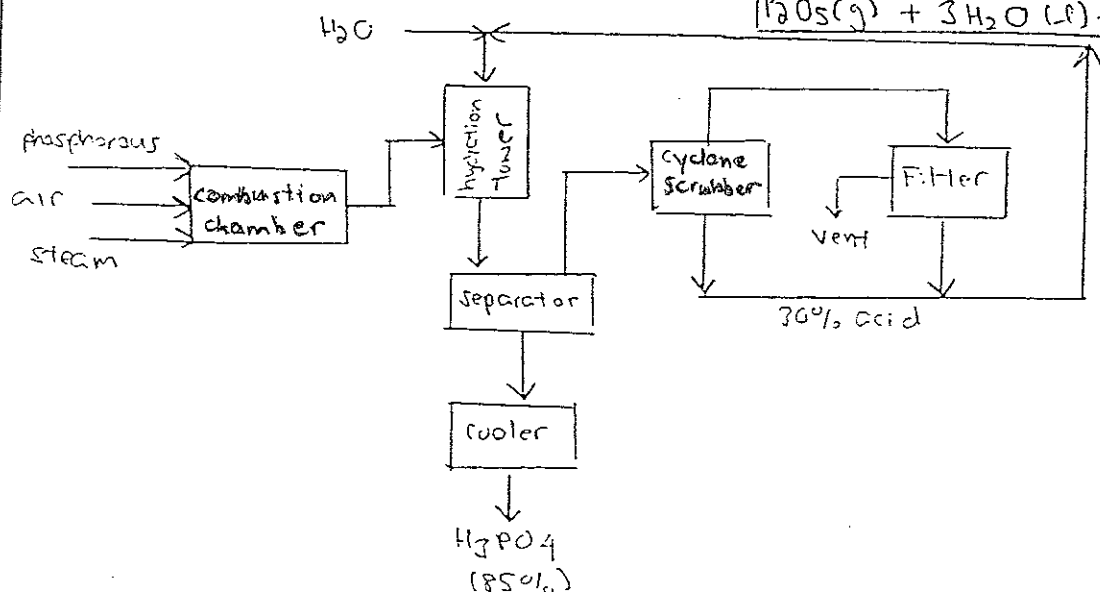 P2O5(g) + 3H2O (l)
H2O
phosphorous
air
steam
combustion
chamber
hydration
tower
cyclone
scrubber
Filter
vent
separator
30% acid
cooler
H3PO4
(85%)